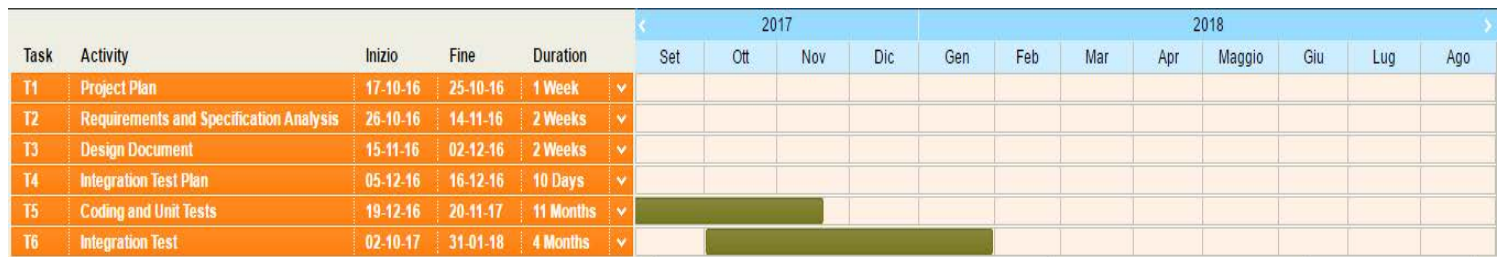 2017 2018
Task Activity Inizio Fine Duration Set Ott Nov Dic Gen Feb Mar Apr Maggio Giu Lug Ago
T1 Project Plan 17-10-16 25-10-16 1 Week
T2 Requirements and Specification Analysis 26-10-16 14-11-16 2 Weeks
T3 Design Document 15-11-16 02-12-16 2 Weeks
T4 Integration Test Plan 05-12-16 16-12-16 10 Days
T5 Coding and Unit Tests 19-12-16 20-11-17 11 Months
T6 Integration Test 02-10-17 31-01-18 4 Months